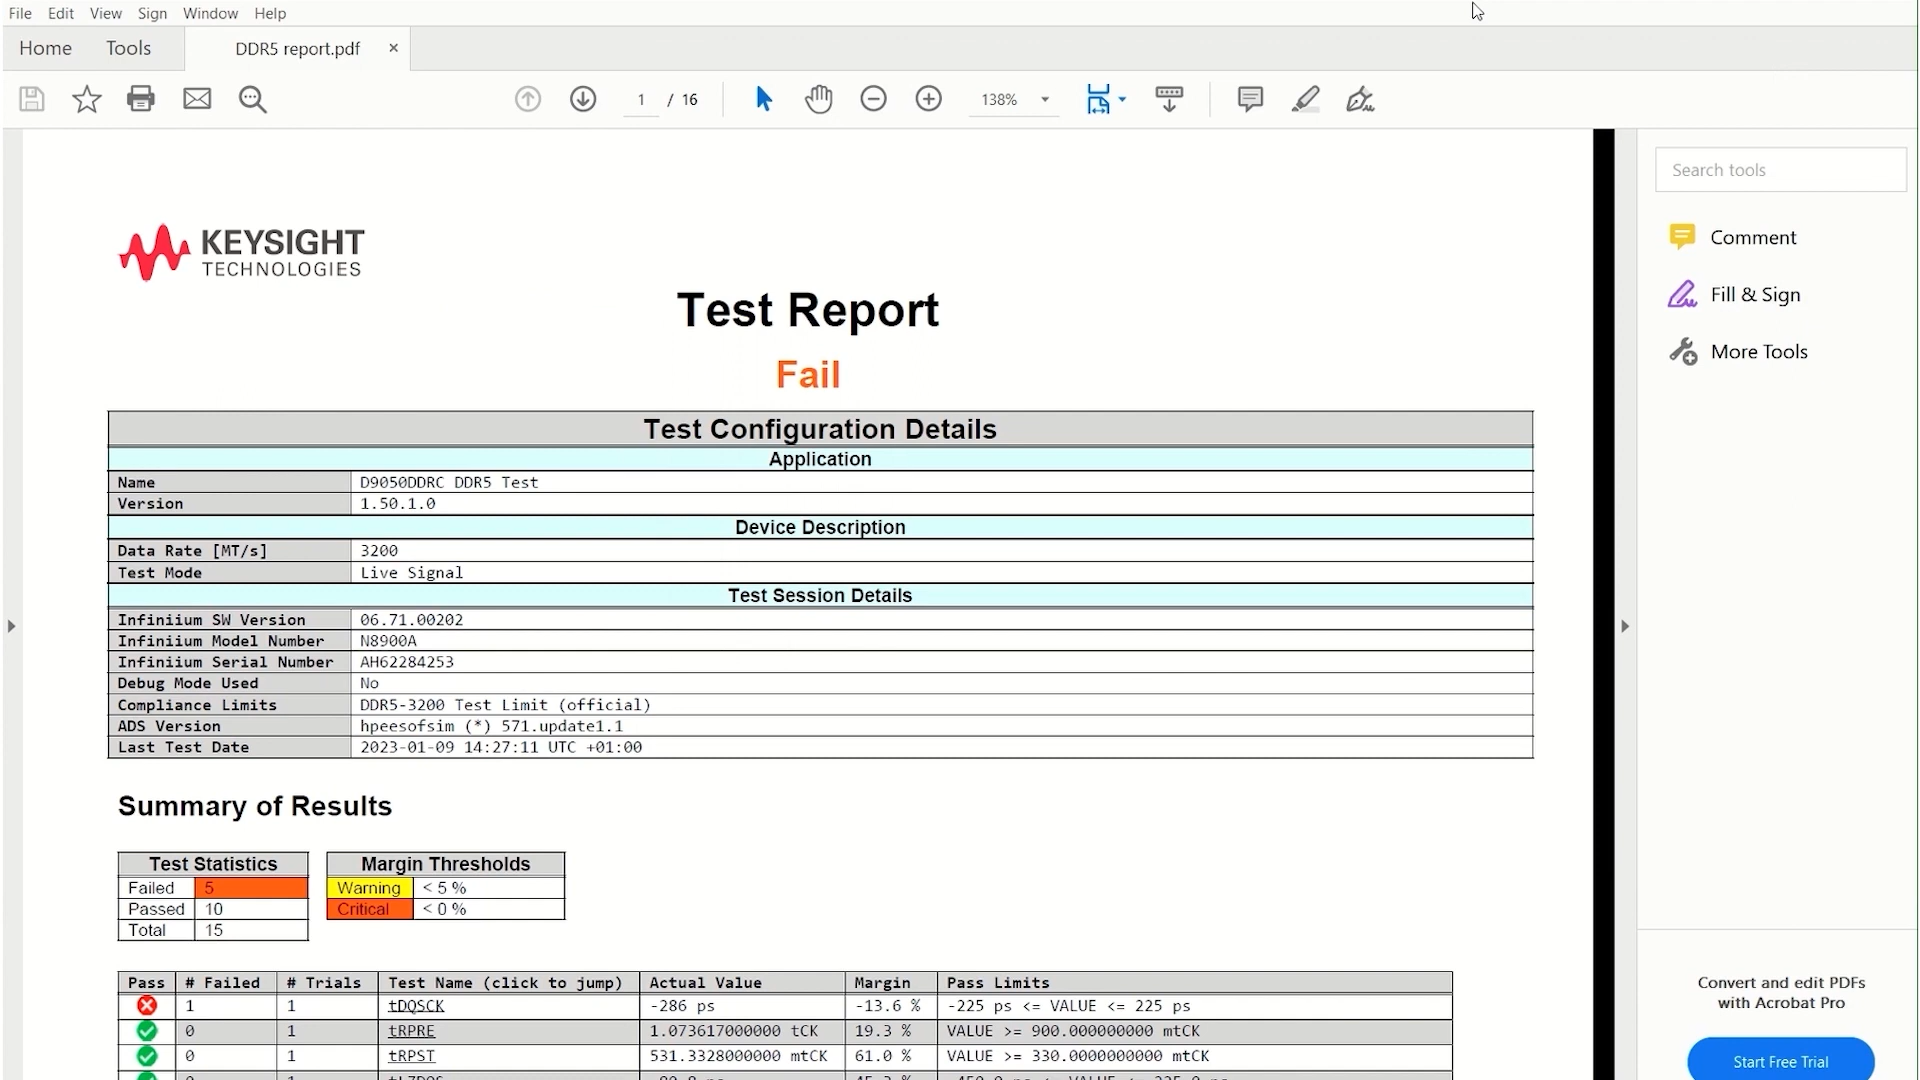 File Edit View Sign Window Help
Home Tools DDR5 report.pdf ×
1 / 16 138%
Search tools
Comment
Fill & Sign
More Tools
KEYSIGHT
TECHNOLOGIES
Test Report
Fail
Test Configuration Details
Application
Name D9050DDRC DDR5 Test
Version 1.50.1.0
Device Description
Data Rate [MT/s] 3200
Test Mode Live Signal
Test Session Details
Infiniium SW Version 06.71.00202
Infiniium Model Number N8900A
Infiniium Serial Number AH62284253
Debug Mode Used No
Compliance Limits DDR5-3200 Test Limit (official)
ADS Version hpeesofsim (*) 571.update1.1
Last Test Date 2023-01-09 14:27:11 UTC +01:00
Summary of Results
Test Statistics
Failed 5
Passed 10
Total 15
Margin Thresholds
Warning < 5 %
Critical < 0 %
Pass # Failed # Trials Test Name (click to jump) Actual Value Margin Pass Limits
1 1 tDQSCK -286 ps -13.6 % -225 ps <= VALUE <= 225 ps
0 1 tRPRE 1.073617000000 tCK 19.3 % VALUE >= 900.000000000 mtCK
0 1 tRPST 531.3328000000 mtCK 61.0 % VALUE >= 330.0000000000 mtCK
Convert and edit PDFs
with Acrobat Pro
Start Free Trial